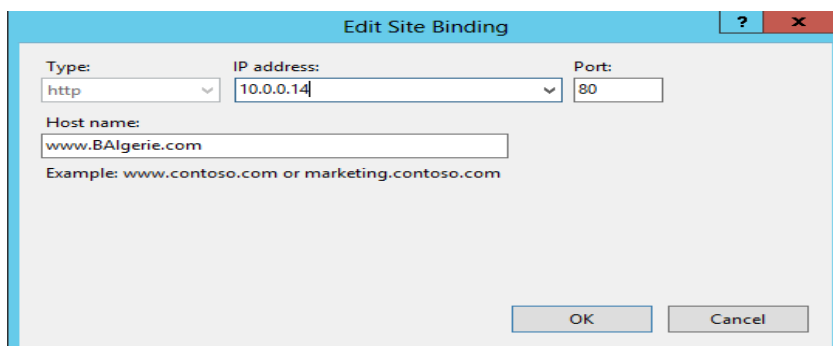 Edit Site Binding
? x
Type: IP address: Port:
http 10.0.0.14 80
Host name:
www.BAlgerie.com
Example: www.contoso.com or marketing.contoso.com
OK Cancel